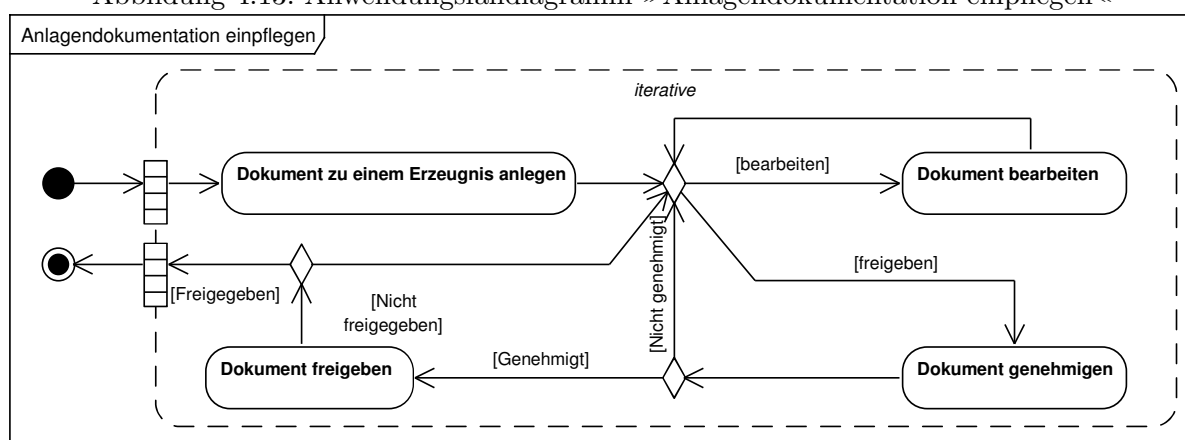 Abbildung 4.13: Anwendungsfalldiagramm »Anlagendokumentation einpflegen«
Anlagendokumentation einpflegen
iterative
Dokument zu einem Erzeugnis anlegen
[bearbeiten]
Dokument bearbeiten
[Nicht genehmigt]
[freigeben]
[Freigegeben]
[Nicht
freigegeben]
Dokument freigeben
[Genehmigt]
Dokument genehmigen